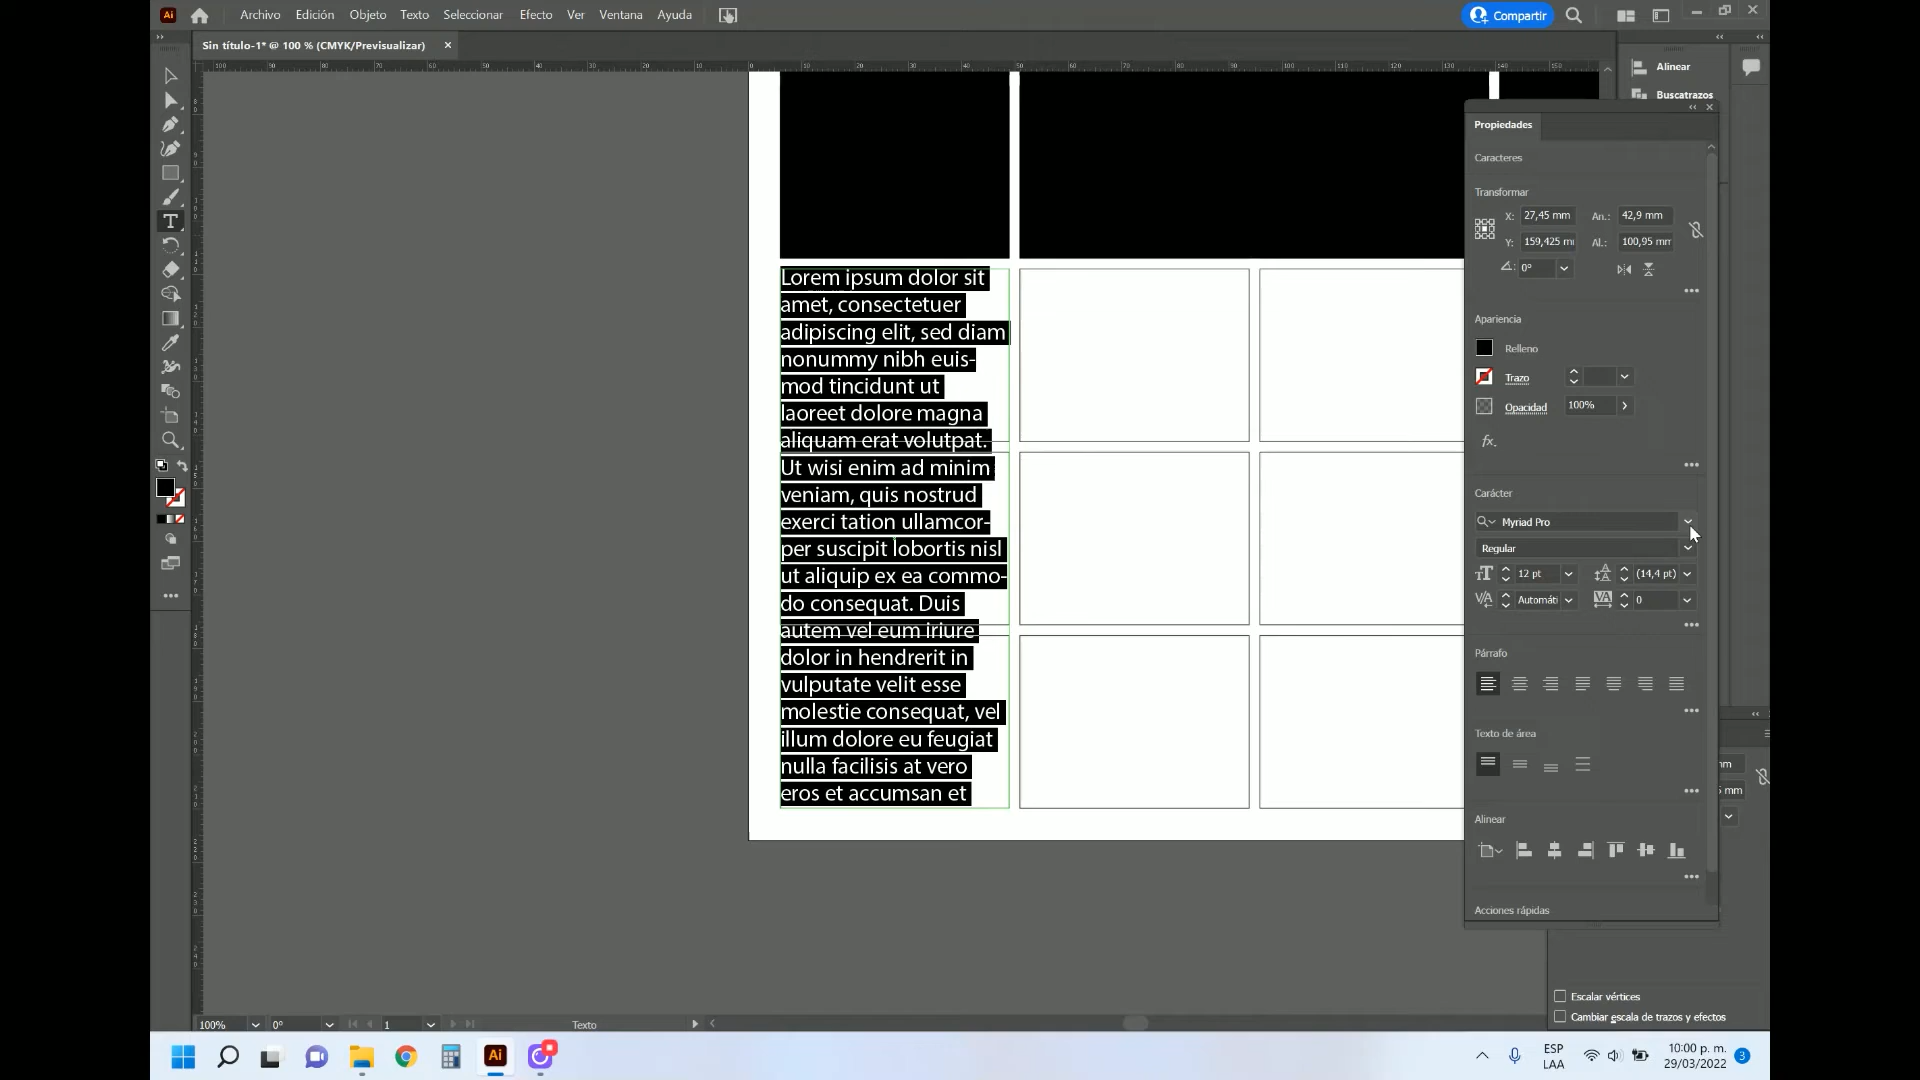 Ai
Archivo Edición Objeto Texto Seleccionar Efecto Ver Ventana Ayuda
Compartir
Sin título-1* @ 100 % (CMYK/Previsualizar)
Alinear
Buscatrazos
Propiedades
Caracteres
Transformar
X: 27,45 mm An.: 42,9 mm
Y: 159,425 Al.: 100,95
0°
Apariencia
Relleno
Trazo
Opacidad 100%
fx.
Carácter
Myriad Pro
Regular
12 pt (14,4 pt)
0
Párrafo
Texto de área
Alinear
Acciones rápidas
Escalar vértices
Cambiar escala de trazos y efectos
Lorem ipsum dolor sit
amet, consectetuer
adipiscing elit, sed diam
nonummy nibh euis-
mod tincidunt ut
laoreet dolore magna
aliquam erat volutpat.
Ut wisi enim ad minim
veniam, quis nostrud
exerci tation ullamcor-
per suscipit lobortis nisl
ut aliquip ex ea commo-
do consequat. Duis
autem vel eum iriure
dolor in hendrerit in
vulputate velit esse
molestie consequat, vel
illum dolore eu feugiat
nulla facilisis at vero
eros et accumsan et
100% 0° 1 Texto
Ai
ESP
LAA
10:00 p. m.
29/03/2022
3